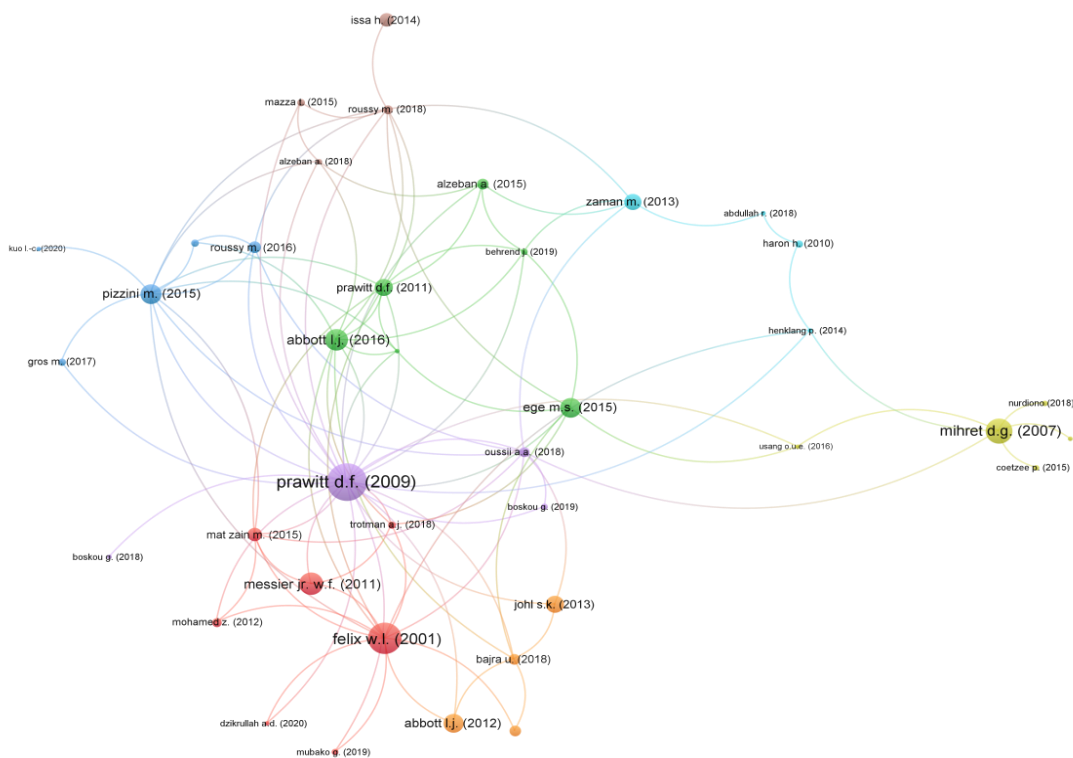 issa h. (2014)
mazza t. (2015)
roussy m. (2018)
alzeban a. (2018)
alzeban a. (2015)
zaman m. (2013)
abdullah r. (2018)
kuo l.-c. (2020)
roussy m. (2016)
behrend j. (2019)
haron h. (2010)
pizzini m. (2015)
prawitt d.f. (2011)
abbott l.j. (2016)
henklang p. (2014)
gros m. (2017)
ege m.s. (2015)
nurdiono (2018)
mihret d.g. (2007)
usang o.u.e. (2016)
oussii a.a. (2018)
coetzee p. (2015)
prawitt d.f. (2009)
boskou g. (2019)
trotman a.j. (2018)
mat zain m. (2015)
boskou g. (2018)
messier jr. w.f. (2011)
johl s.k. (2013)
mohamed z. (2012)
felix w.l. (2001)
bajra u. (2018)
dzikrullah a.d. (2020)
abbott l.j. (2012)
mubako g. (2019)